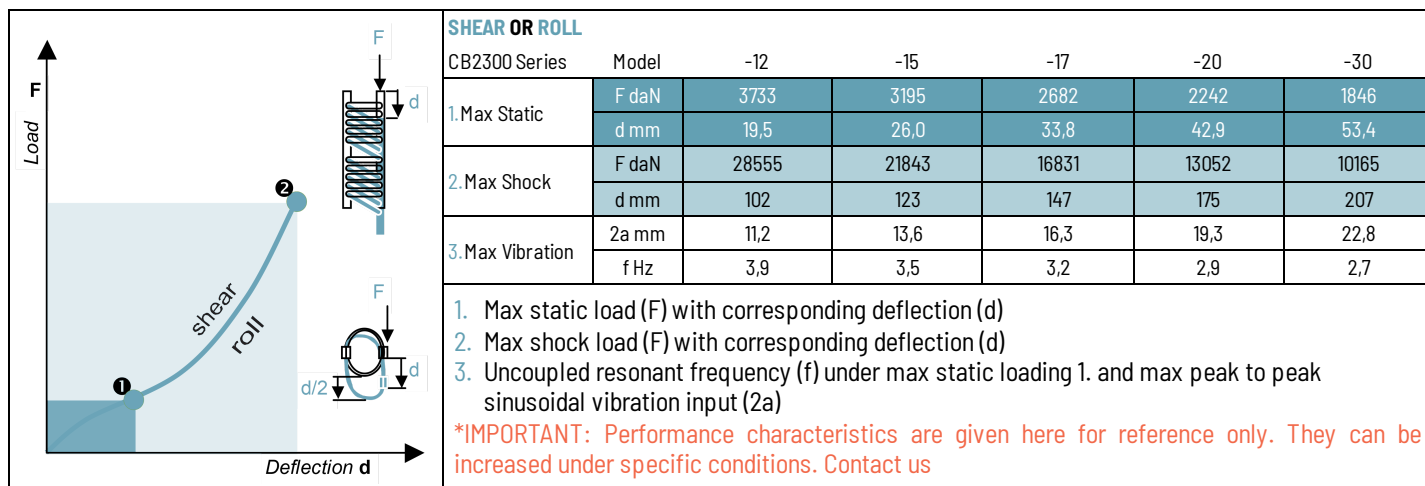 F
Load
❷
shear
roll
❶
Deflection d
F
d
F
d/2
d
SHEAR OR ROLL
CB2300 Series Model -12 -15 -17 -20 -30
1.Max Static
F daN 3733 3195 2682 2242 1846
d mm 19,5 26,0 33,8 42,9 53,4
2.Max Shock
F daN 28555 21843 16831 13052 10165
d mm 102 123 147 175 207
3.Max Vibration
2a mm 11,2 13,6 16,3 19,3 22,8
f Hz 3,9 3,5 3,2 2,9 2,7
1. Max static load (F) with corresponding deflection (d)
2. Max shock load (F) with corresponding deflection (d)
3. Uncoupled resonant frequency (f) under max static loading 1. and max peak to peak
sinusoidal vibration input (2a)
*IMPORTANT: Performance characteristics are given here for reference only. They can be
increased under specific conditions. Contact us